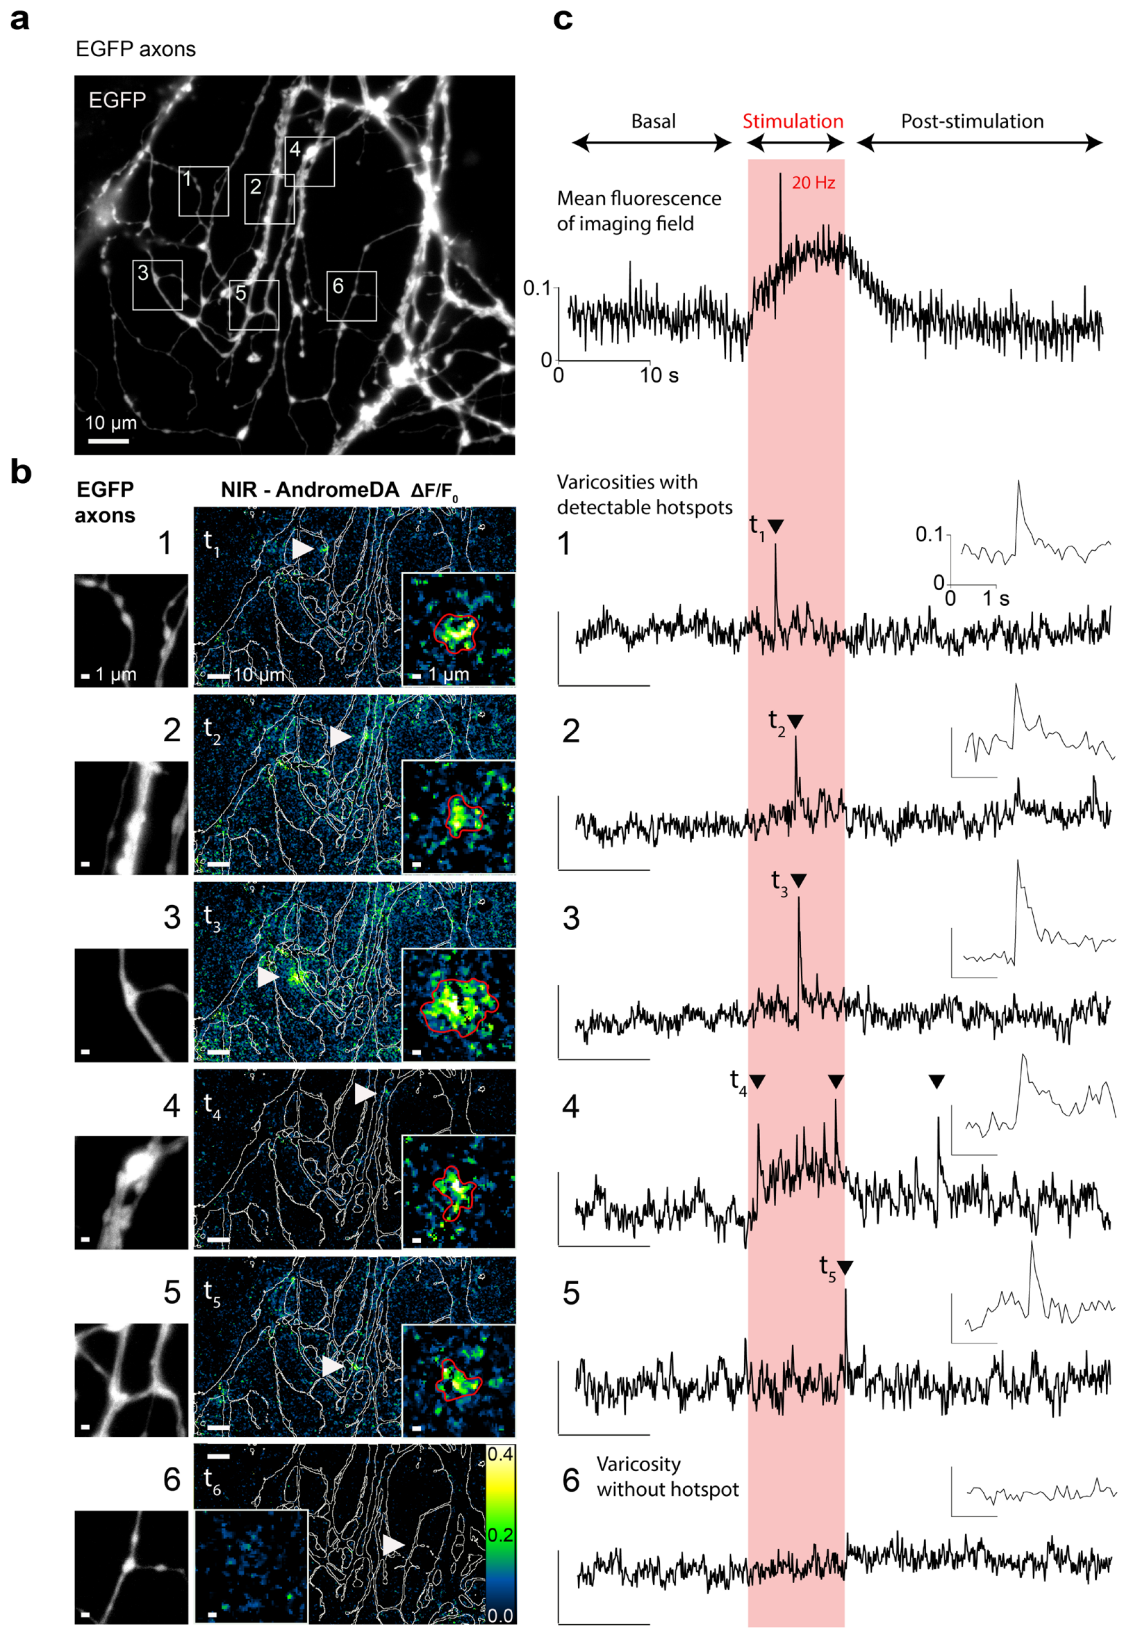 a
EGFP axons
EGFP
1
2
3
4
5
6
10 µm
b
EGFP
axons
NIR - AndromeDA ΔF/F0
1
t1
1 µm
10 µm
1 µm
2
t2
3
t3
4
t4
5
t5
6
t6
0.4
0.2
0.0
c
Basal
Stimulation
Post-stimulation
20 Hz
Mean fluorescence
of imaging field
0.1
0
0
10 s
Varicosities with
detectable hotspots
1
t1
0.1
0
0
1 s
2
t2
3
t3
4
t4
5
t5
6
Varicosity
without hotspot